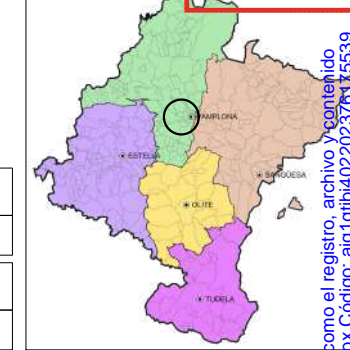 PAMPLONA
ESTELLA
SANGÜESA
OLITE
TUDELA
como el registro, archivo y contenido